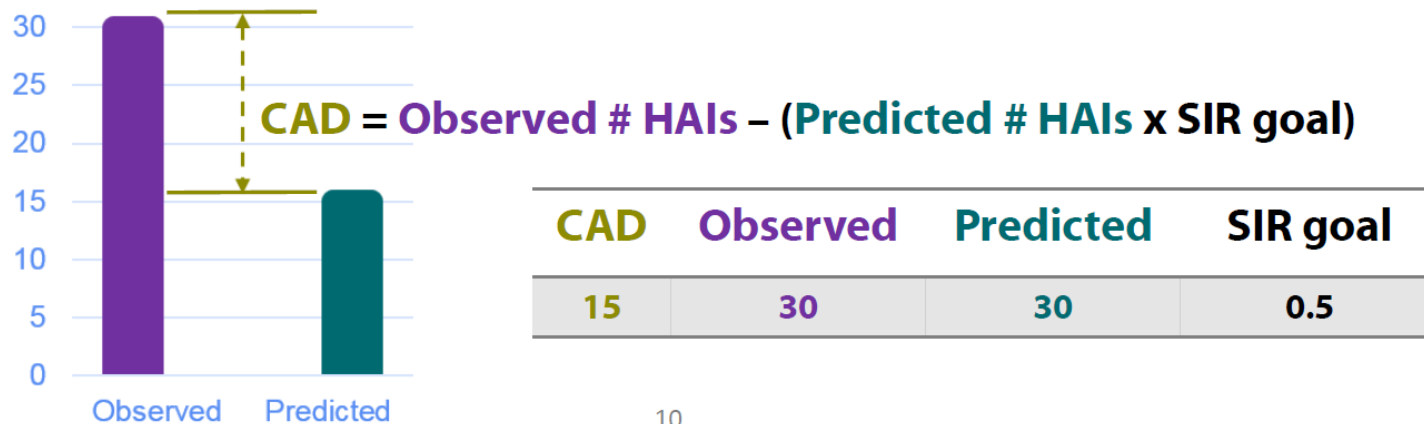 30
25
CAD = Observed # HAIs – (Predicted # HAIs x SIR goal)
20
15
10
5
0
Observed Predicted
CAD Observed Predicted SIR goal
15 30 30 0.5
10